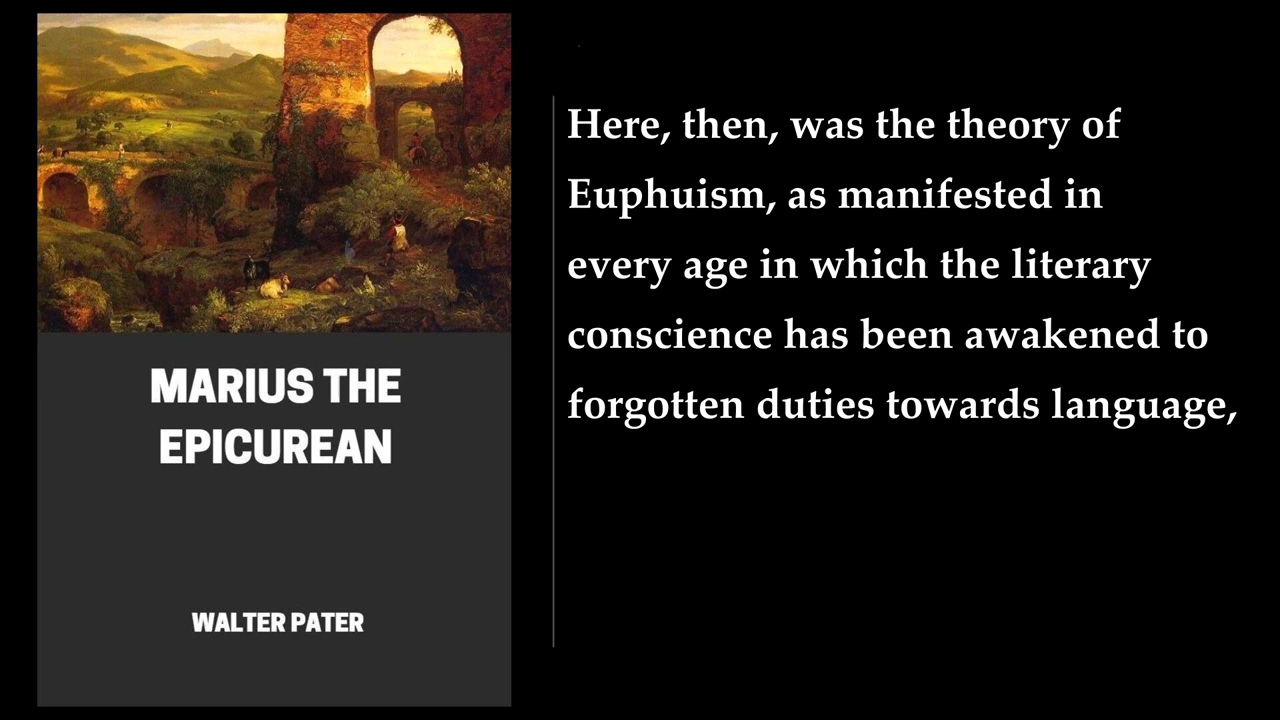 MARIUS THE
EPICUREAN
WALTER PATER
Here, then, was the theory of
Euphuism, as manifested in
every age in which the literary
conscience has been awakened to
forgotten duties towards language,